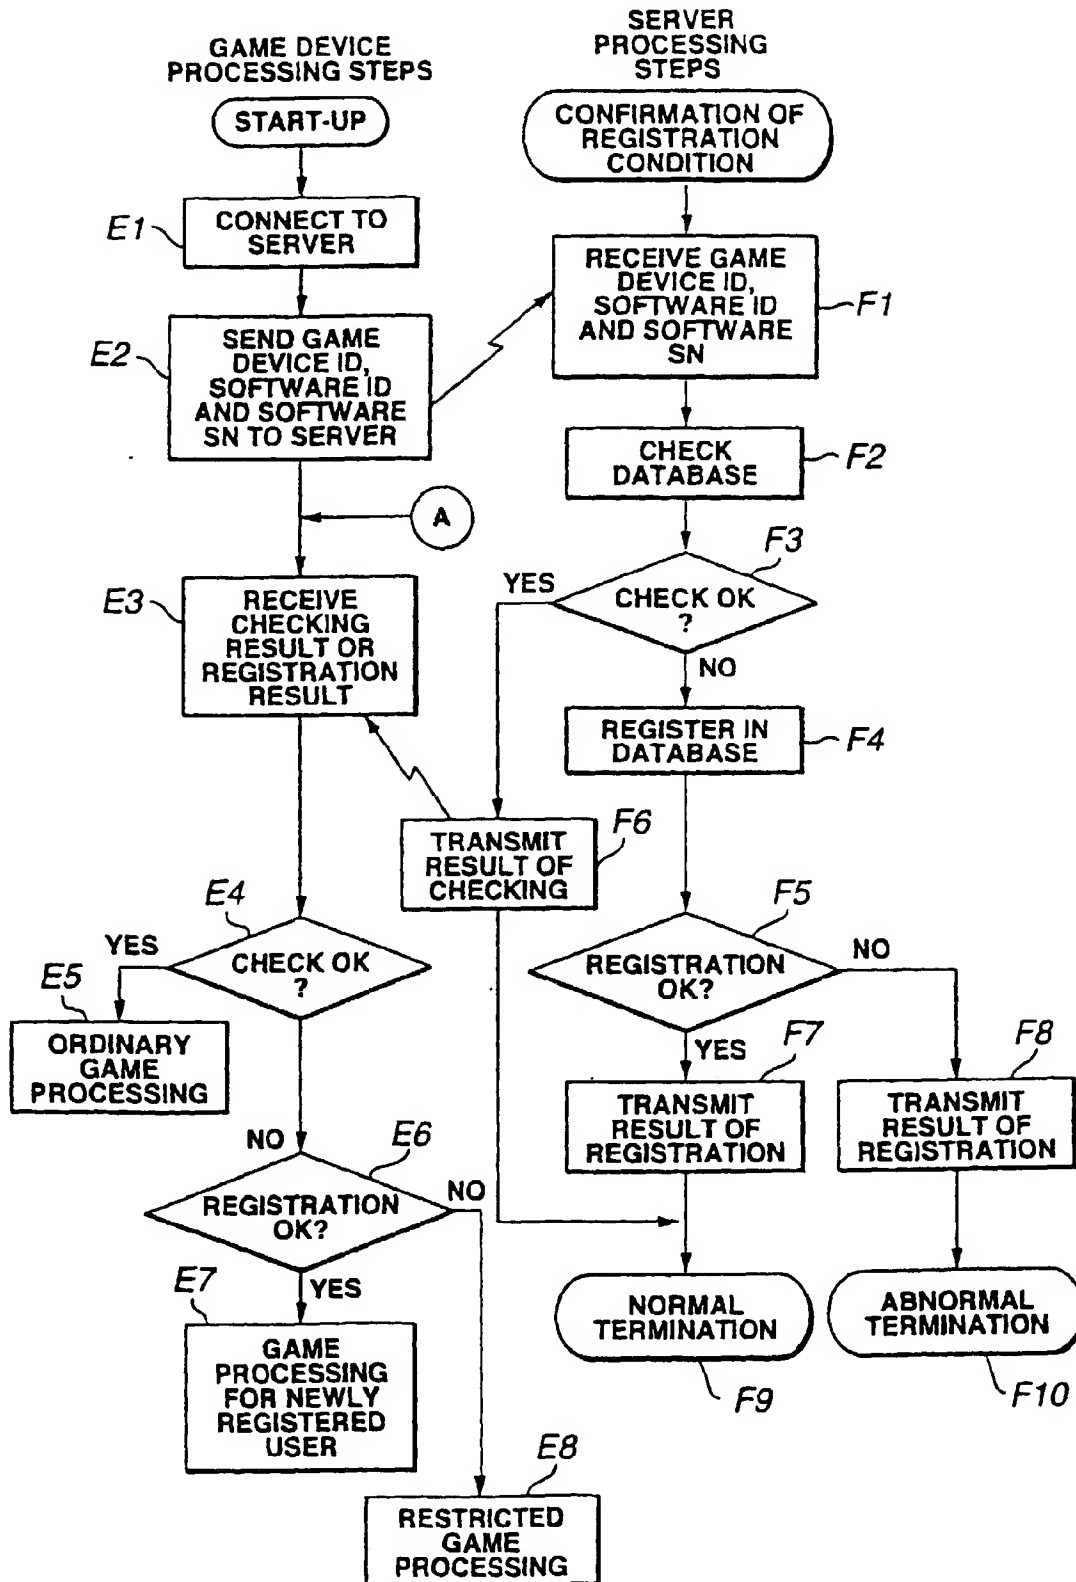 GAME DEVICE
PROCESSING STEPS
START-UP
E1
CONNECT TO
SERVER
E2
SEND GAME
DEVICE ID,
SOFTWARE ID
AND SOFTWARE
SN TO SERVER
A
E3
RECEIVE
CHECKING
RESULT OR
REGISTRATION
RESULT
E4
YES
CHECK OK
?
E5
ORDINARY
GAME
PROCESSING
NO
E6
REGISTRATION
OK?
NO
YES
E7
GAME
PROCESSING
FOR NEWLY
REGISTERED
USER
E8
RESTRICTED
GAME
PROCESSING
SERVER
PROCESSING
STEPS
CONFIRMATION OF
REGISTRATION
CONDITION
RECEIVE GAME
DEVICE ID,
SOFTWARE ID
AND SOFTWARE
SN
F1
CHECK
DATABASE
F2
F3
YES
CHECK OK
?
NO
REGISTER IN
DATABASE
F4
F6
TRANSMIT
RESULT OF
CHECKING
F5
REGISTRATION
OK?
NO
YES
F7
TRANSMIT
RESULT OF
REGISTRATION
F8
TRANSMIT
RESULT OF
REGISTRATION
NORMAL
TERMINATION
F9
ABNORMAL
TERMINATION
F10